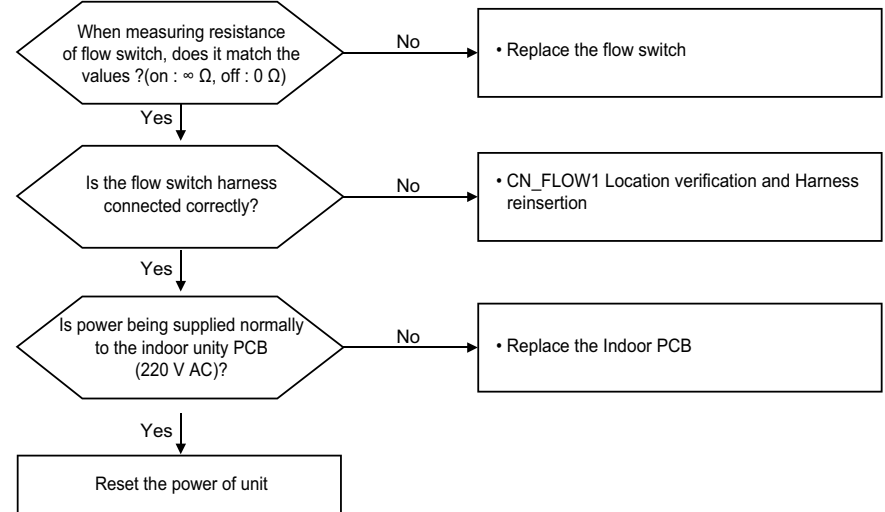 When measuring resistance
of flow switch, does it match the
values ?(on : ∞ Ω, off : 0 Ω)
No
• Replace the flow switch
Yes
Is the flow switch harness
connected correctly?
No
• CN_FLOW1 Location verification and Harness
reinsertion
Yes
Is power being supplied normally
to the indoor unity PCB
(220 V AC)?
No
• Replace the Indoor PCB
Yes
Reset the power of unit